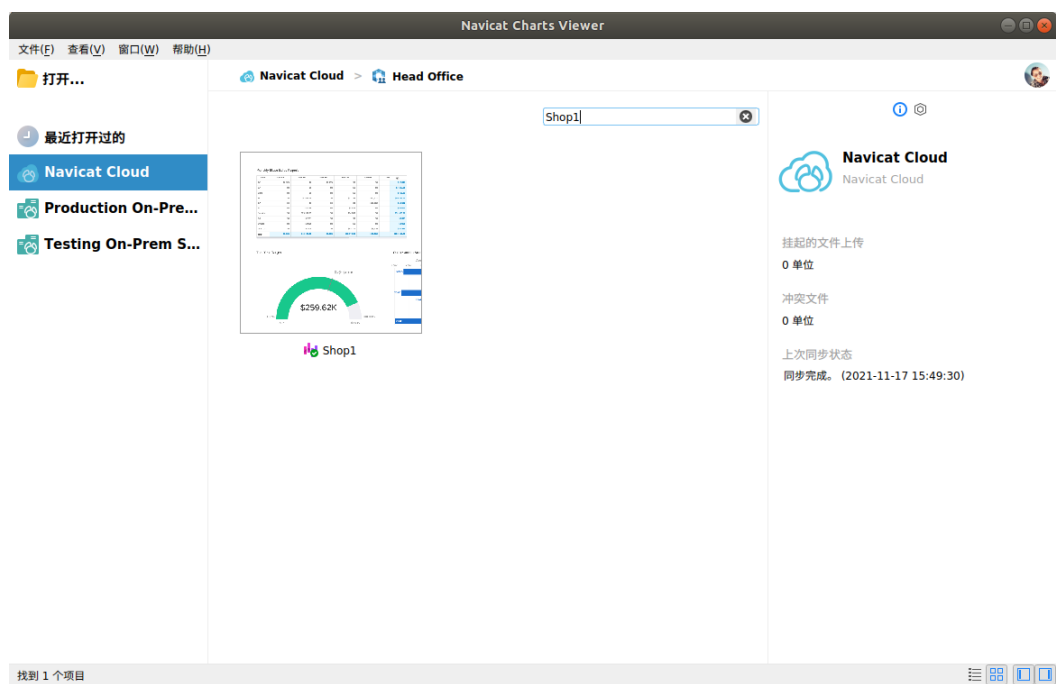 Navicat Charts Viewer
文件(F) 查看(V) 窗口(W) 帮助(H)
打开...
Navicat Cloud > Head Office
最近打开过的
Navicat Cloud
Production On-Pre...
Testing On-Prem S...
Shop1
$259.62K
Shop1
Navicat Cloud
Navicat Cloud
挂起的文件上传
0 单位
冲突文件
0 单位
上次同步状态
同步完成。 (2021-11-17 15:49:30)
找到 1 个项目